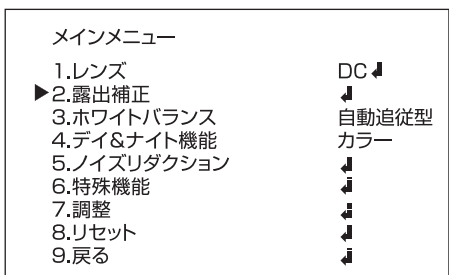 メインメニュー
1.レンズ DC↲
▶2.露出補正 ↲
3.ホワイトバランス 自動追従型
4.デイ&ナイト機能 カラー
5.ノイズリダクション ↲
6.特殊機能 ↲
7.調整 ↲
8.リセット ↲
9.戻る ↲